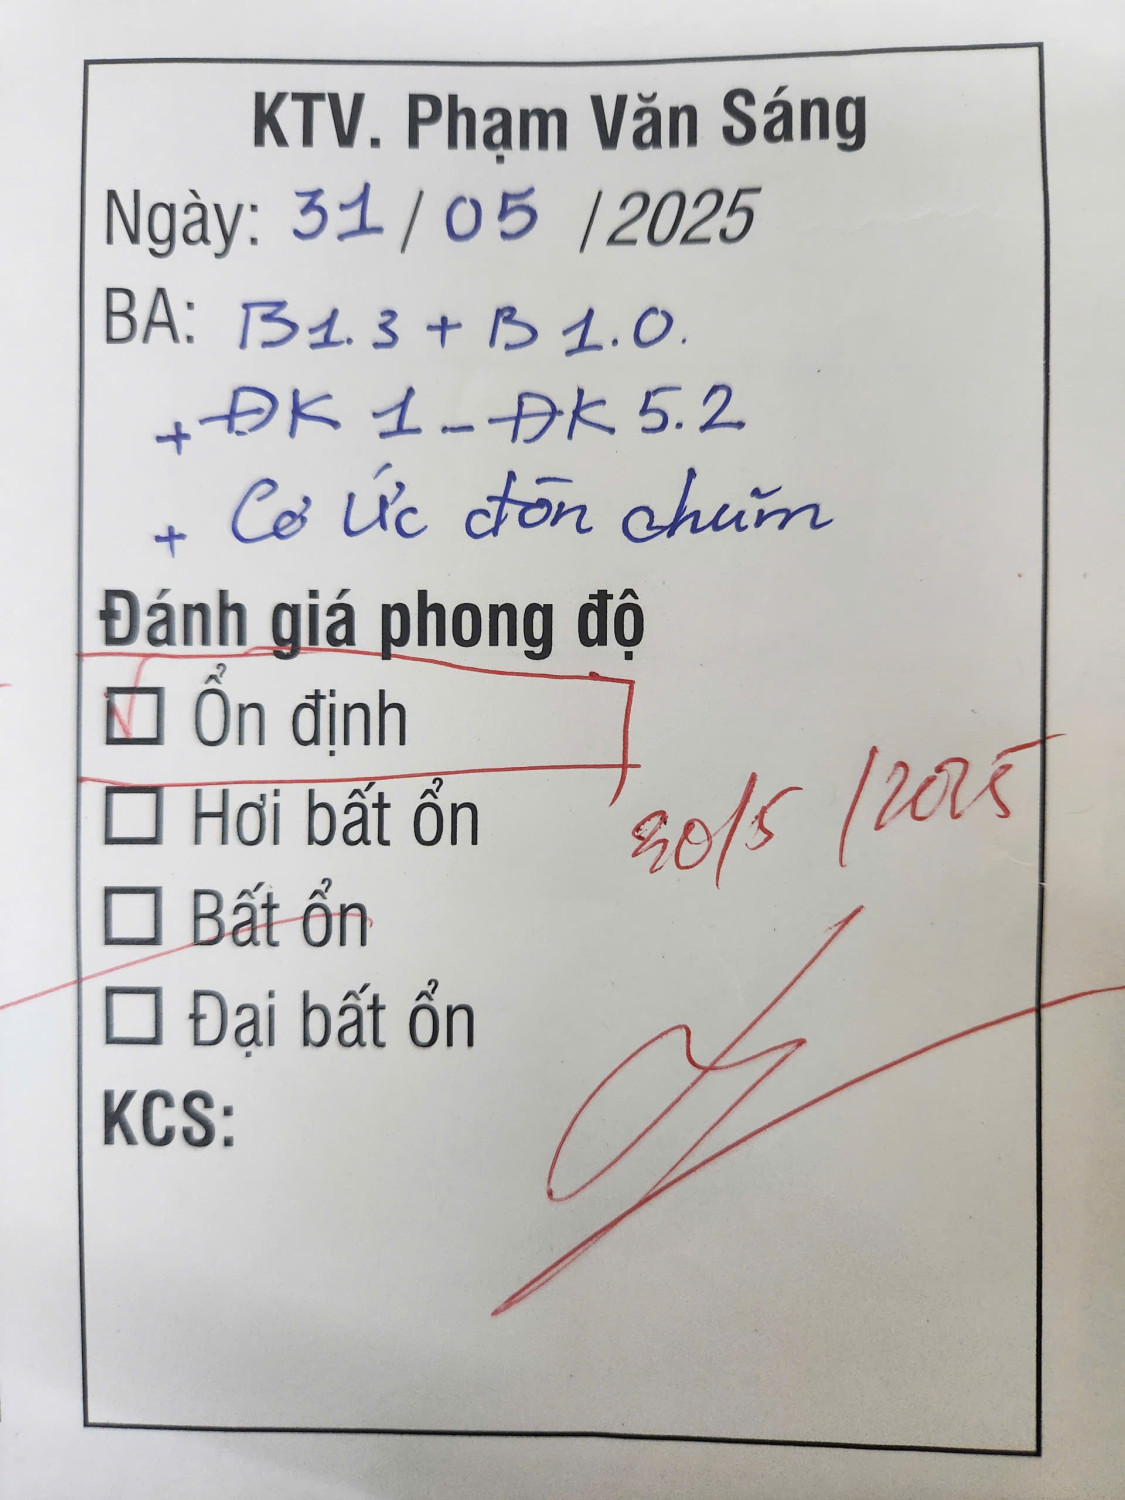 KTV. Phạm Văn Sáng
Ngày: 31 / 05 / 2025
BA: B1.3 + B1.0.
+ ĐK 1 - ĐK 5.2
+ Cơ Ức đòn chũm
Đánh giá phong độ
Ổn định
Hơi bất ổn
30/5/2025
Bất ổn
Đại bất ổn
KCS: